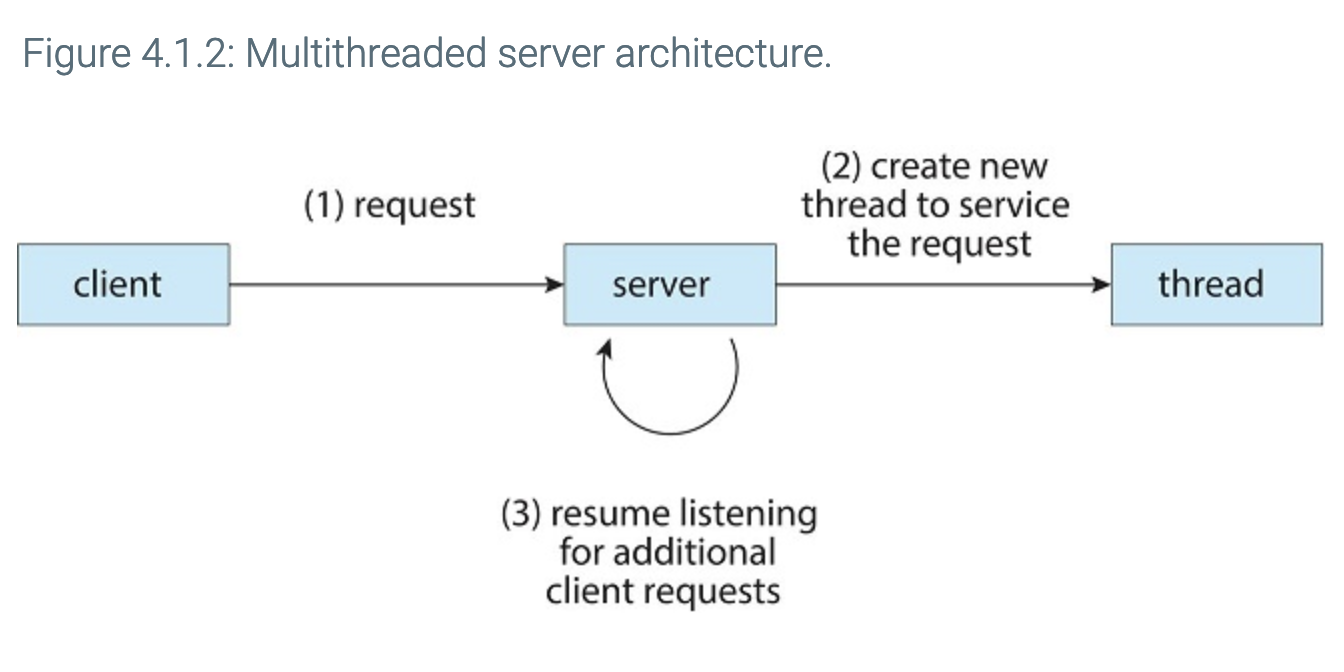 Figure 4.1.2: Multithreaded server architecture.
(1) request
(2) create new
thread to service
the request
client
server
thread
(3) resume listening
for additional
client requests